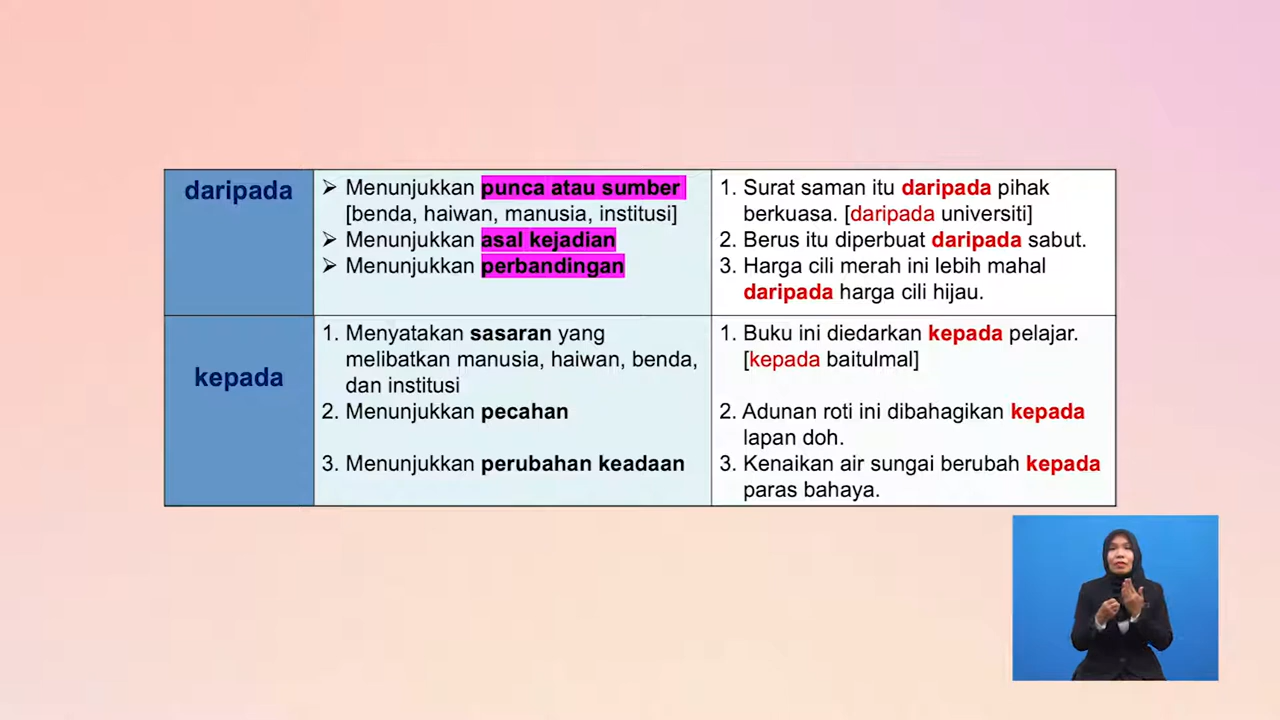 daripada
➢ Menunjukkan punca atau sumber
[benda, haiwan, manusia, institusi]
➢ Menunjukkan asal kejadian
➢ Menunjukkan perbandingan
1. Surat saman itu daripada pihak
berkuasa. [daripada universiti]
2. Berus itu diperbuat daripada sabut.
3. Harga cili merah ini lebih mahal
daripada harga cili hijau.
kepada
1. Menyatakan sasaran yang
melibatkan manusia, haiwan, benda,
dan institusi
2. Menunjukkan pecahan
3. Menunjukkan perubahan keadaan
1. Buku ini diedarkan kepada pelajar.
[kepada baitulmal]
2. Adunan roti ini dibahagikan kepada
lapan doh.
3. Kenaikan air sungai berubah kepada
paras bahaya.